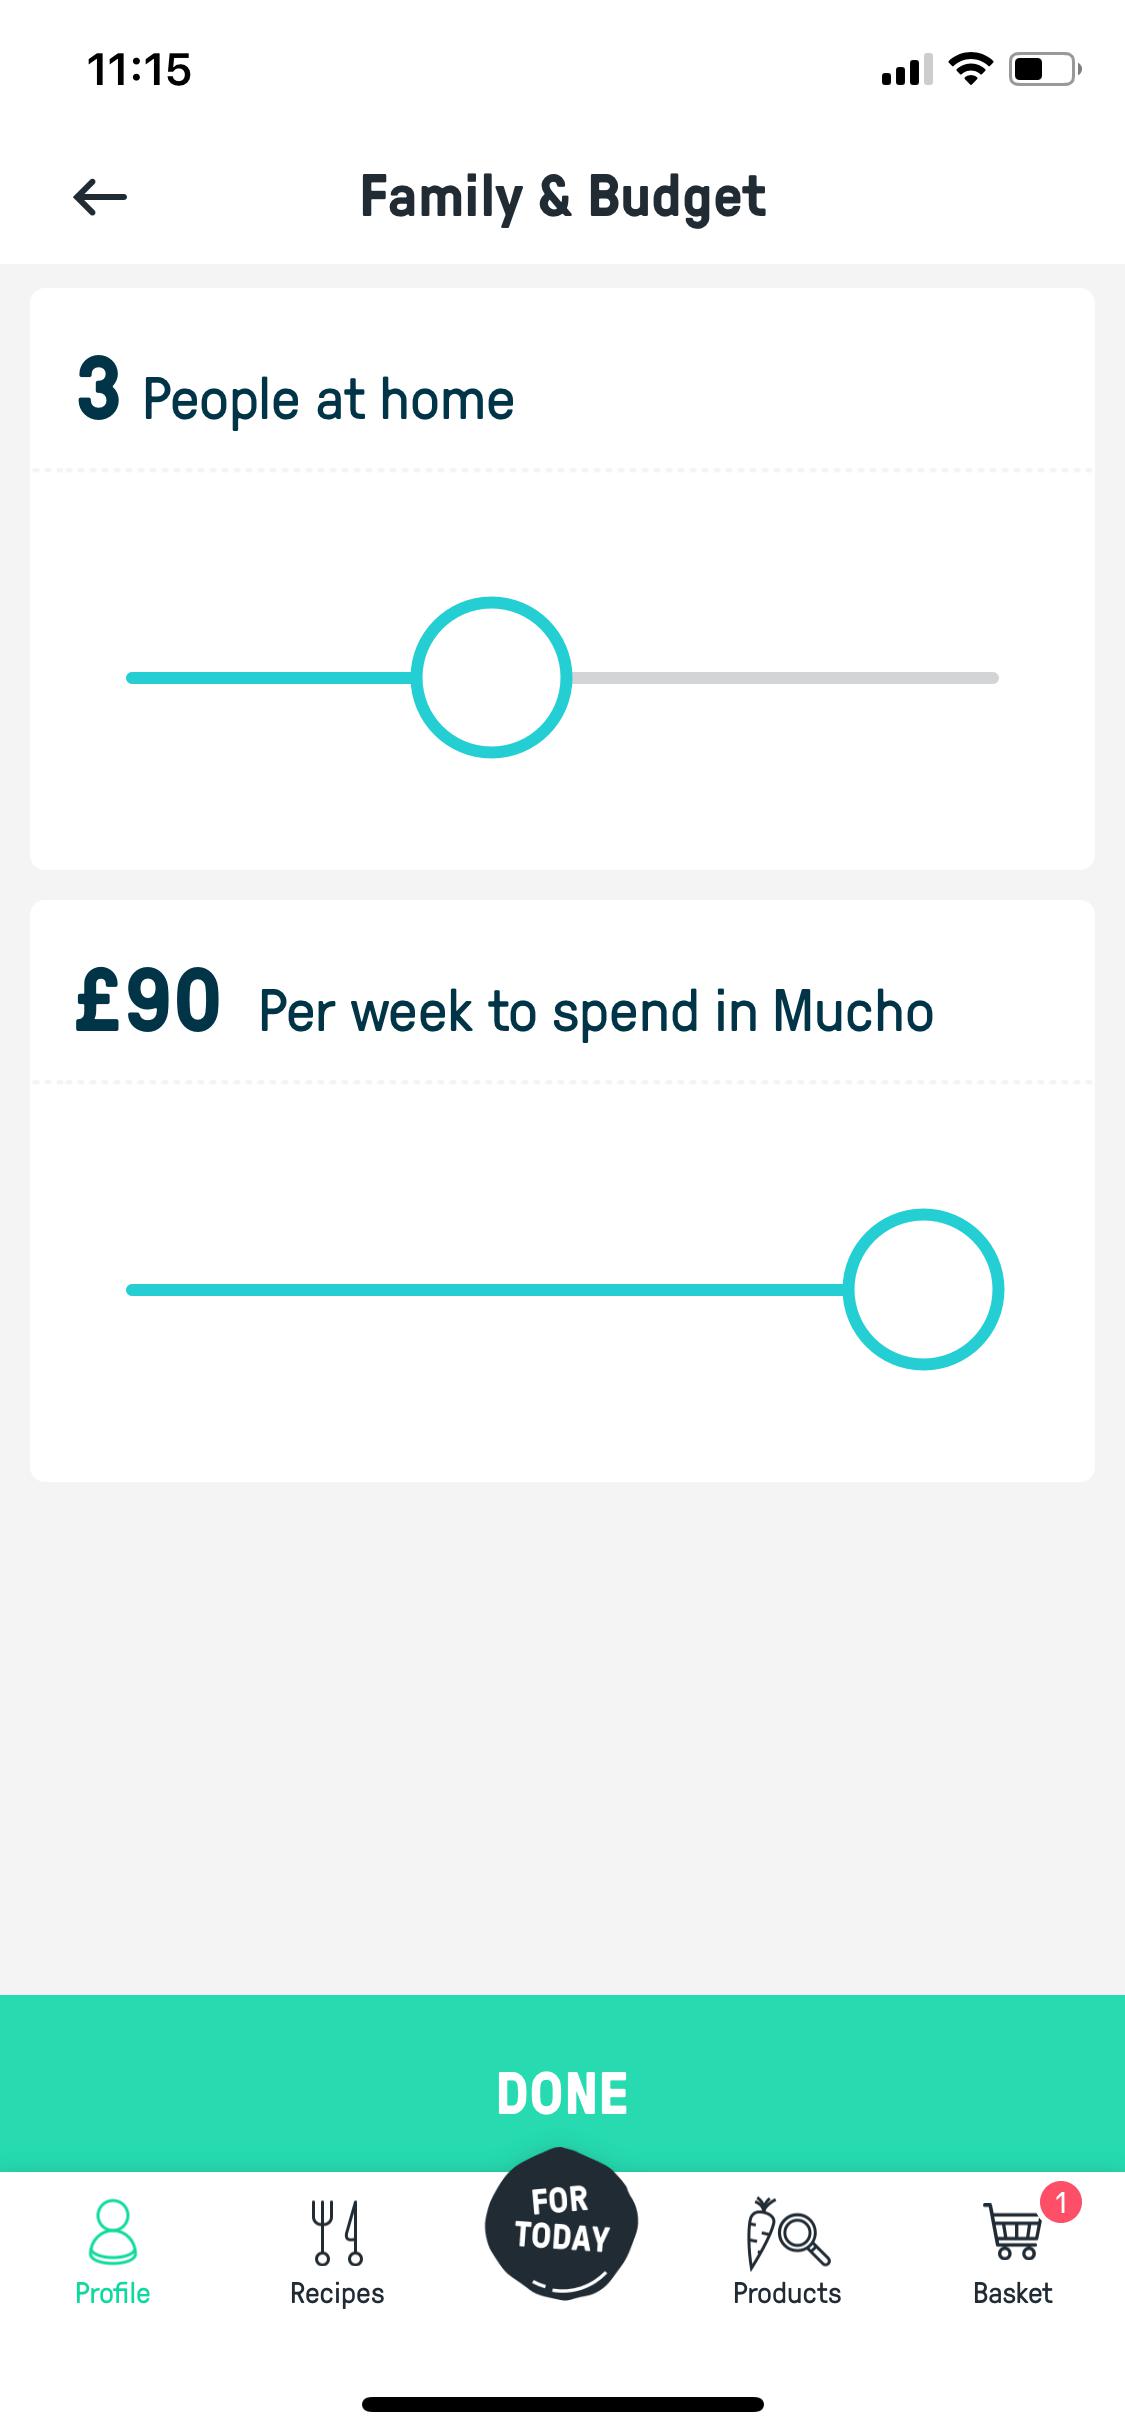 11:15
Family & Budget
3 People at home
£90 Per week to spend in Mucho
DONE
FOR
TODAY
1
Profile
Recipes
Products
Basket